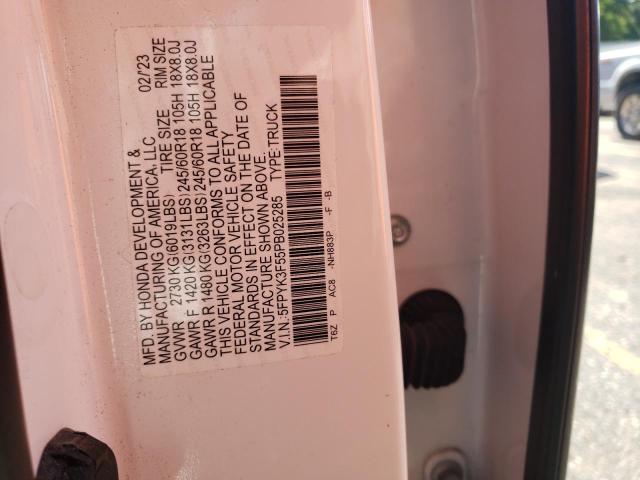 MFD. BY HONDA DEVELOPMENT & 02/'23
MANUFACTURING OF AMERICA, LLC
TIRE SIZE RIM SIZE
GVWR 2730 KG(6019LBS)
GAWR F 1420 KG(3131LBS)245/60R18 105H 18X8.0J
GAWR R 1480 KG(3263LBS)245/60R18 105H 18X8.0J
THIS VEHICLE CONFORMS TO ALL APPLICABLE
FEDERAL MOTOR VEHICLE SAFETY
STANDARDS IN EFFECT ON THE DATE OF
MANUFACTURE SHOWN ABOVE.
V.I.N.:5FPYK3F55PB025285 TYPE:TRUCK
T6Z P AC8 -NH883P -F -B